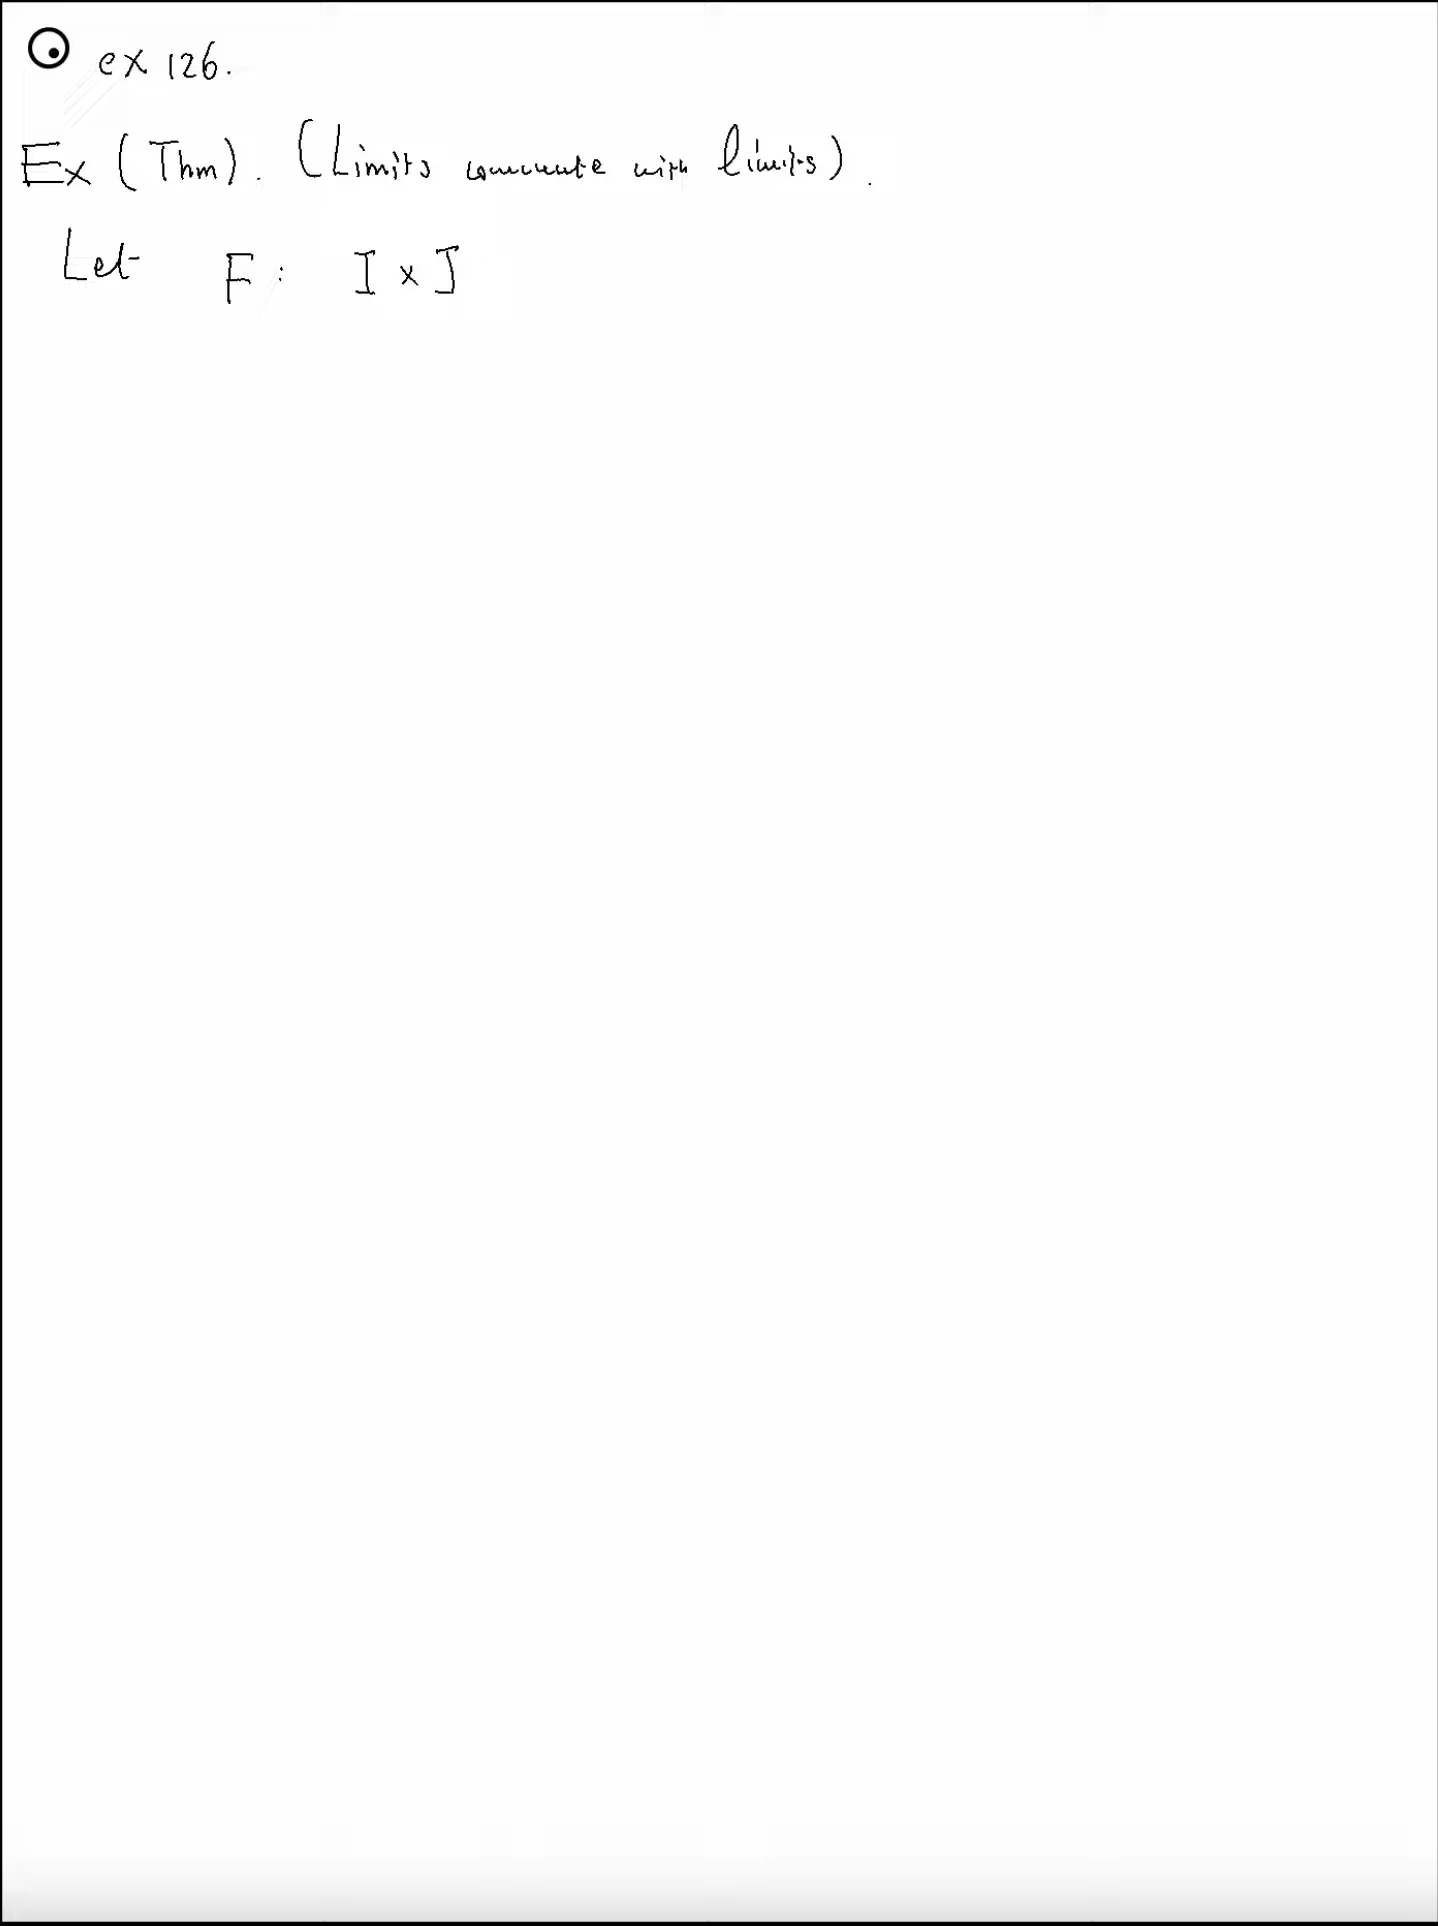 ex 126.
Ex (Thm). (Limits commute with limits).
Let F: I × J